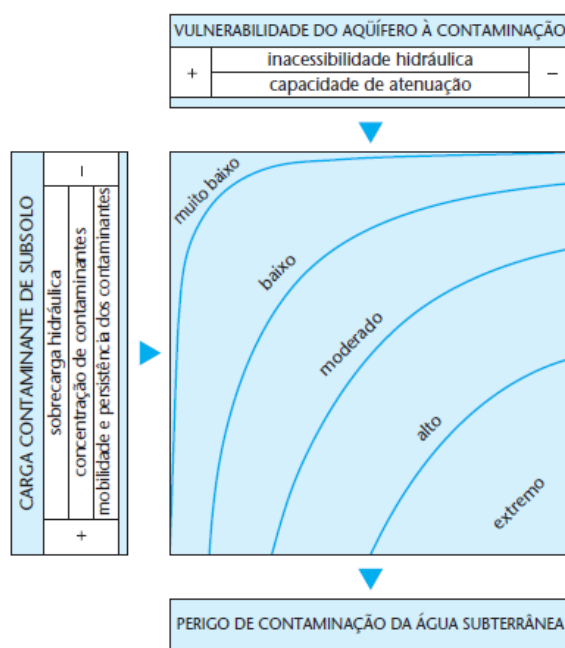 VULNERABILIDADE DO AQÜÍFERO À CONTAMINAÇÃO
+
inacessibilidade hidráulica
capacidade de atenuação
–
CARGA CONTAMINANTE DE SUBSOLO
–
sobrecarga hidráulica
concentração de contaminantes
mobilidade e persistência dos contaminantes
+
muito baixo
baixo
moderado
alto
extremo
PERIGO DE CONTAMINAÇÃO DA ÁGUA SUBTERRÂNEA